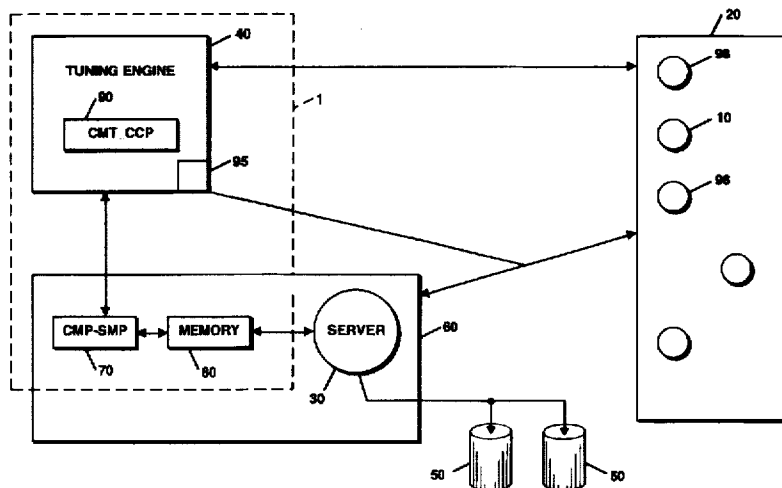 40
20
TUNING ENGINE
98
90
1
CMT_CCP
10
95
96
CMP-SMP
MEMORY
SERVER
60
70
80
30
50
50